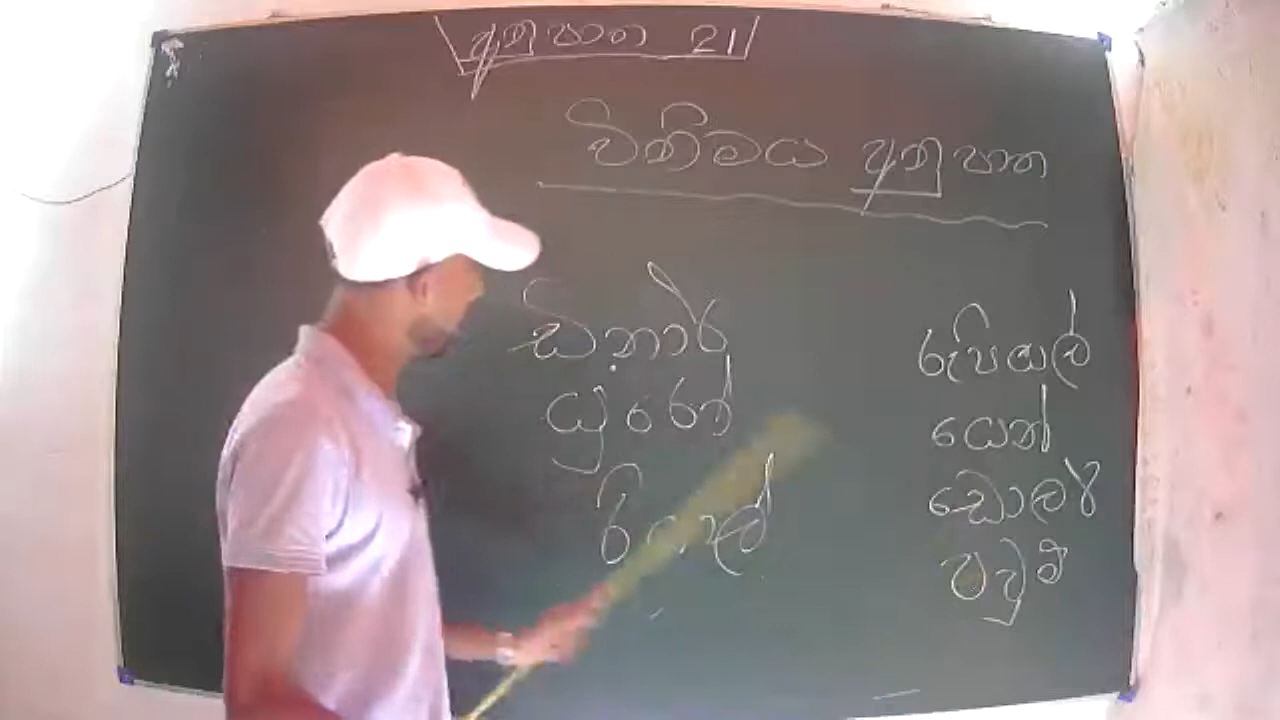 අනුපාත 21
විනිමය අනුපාත
ඩිනාර්
යුරෝ
රියාල්
රුපියල්
යෙන්
ඩොලර්
පවුම්